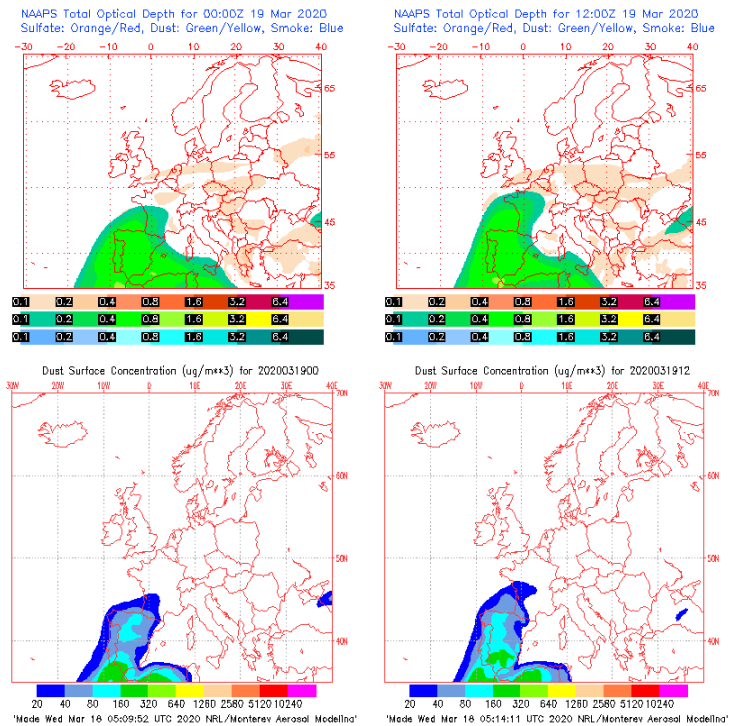 NAAPS Total Optical Depth for 00:00Z 19 Mar 2020
Sulfate: Orange/Red, Dust: Green/Yellow, Smoke: Blue
-30 -20 -10 0 10 20 30 40
65
55
45
35
0.1 0.2 0.4 0.8 1.6 3.2 6.4
0.1 0.2 0.4 0.8 1.6 3.2 6.4
0.1 0.2 0.4 0.8 1.6 3.2 6.4
NAAPS Total Optical Depth for 12:00Z 19 Mar 2020
Sulfate: Orange/Red, Dust: Green/Yellow, Smoke: Blue
-30 -20 -10 0 10 20 30 40
65
55
45
35
0.1 0.2 0.4 0.8 1.6 3.2 6.4
0.1 0.2 0.4 0.8 1.6 3.2 6.4
0.1 0.2 0.4 0.8 1.6 3.2 6.4
Dust Surface Concentration (ug/m**3) for 2020031900
30W 20W 10W 0 10E 20E 30E 40E
70N
60N
50N
40N
20 40 80 160 320 640 1280 2580 5120 10240
'Made Wed Mar 18 05:09:52 UTC 2020 NRL/Monterey Aerosol Modeling'
Dust Surface Concentration (ug/m**3) for 2020031912
30W 20W 10W 0 10E 20E 30E 40E
70N
60N
50N
40N
20 40 80 160 320 640 1280 2580 5120 10240
'Made Wed Mar 18 05:14:11 UTC 2020 NRL/Monterey Aerosol Modeling'